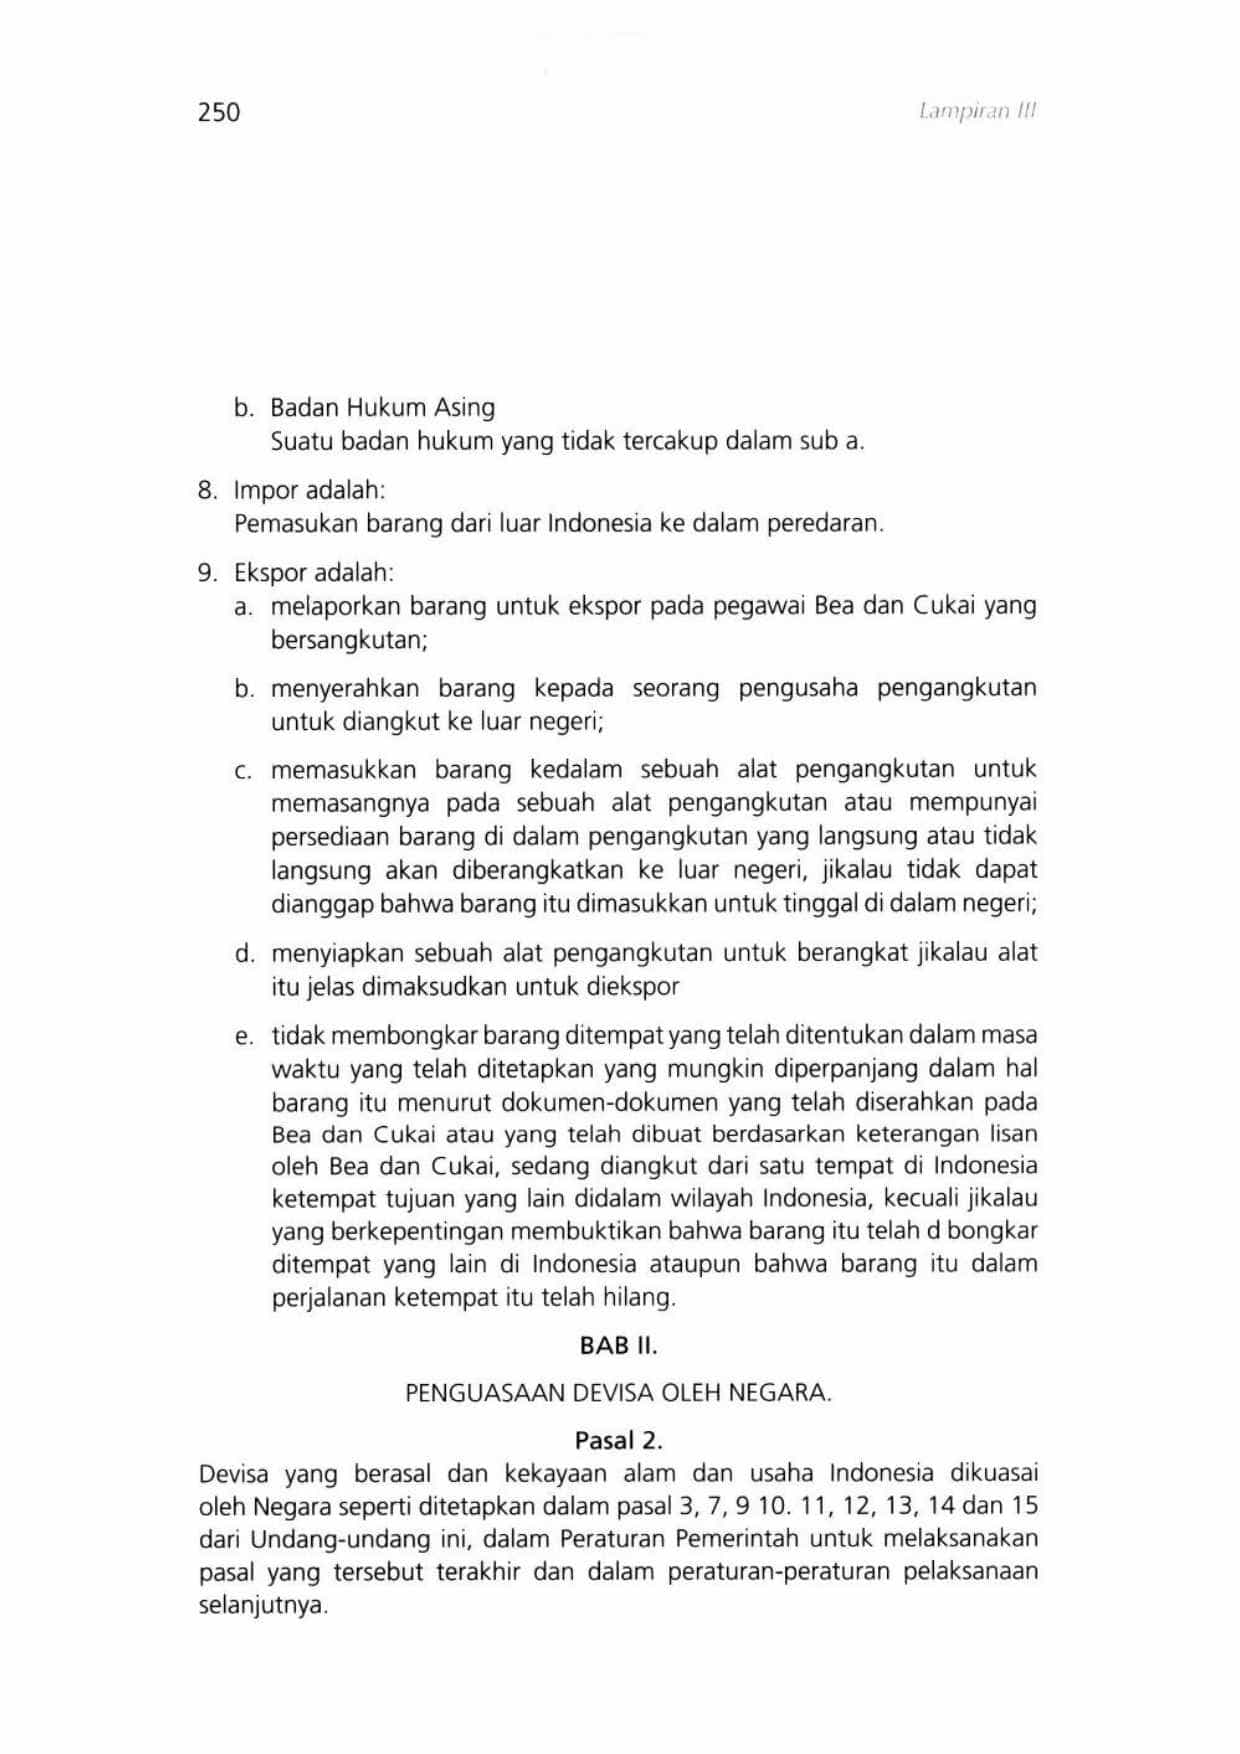 250
Lampiran III
b. Badan Hukum Asing
Suatu badan hukum yang tidak tercakup dalam sub a.
8. Impor adalah:
Pemasukan barang dari luar Indonesia ke dalam peredaran.
9. Ekspor adalah:
a. melaporkan barang untuk ekspor pada pegawai Bea dan Cukai yang
bersangkutan;
b. menyerahkan barang kepada seorang pengusaha pengangkutan
untuk diangkut ke luar negeri;
c. memasukkan barang kedalam sebuah alat pengangkutan untuk
memasangnya pada sebuah alat pengangkutan atau mempunyai
persediaan barang di dalam pengangkutan yang langsung atau tidak
langsung akan diberangkatkan ke luar negeri, jikalau tidak dapat
dianggap bahwa barang itu dimasukkan untuk tinggal di dalam negeri;
d. menyiapkan sebuah alat pengangkutan untuk berangkat jikalau alat
itu jelas dimaksudkan untuk diekspor
e. tidak membongkar barang ditempat yang telah ditentukan dalam masa
waktu yang telah ditetapkan yang mungkin diperpanjang dalam hal
barang itu menurut dokumen-dokumen yang telah diserahkan pada
Bea dan Cukai atau yang telah dibuat berdasarkan keterangan lisan
oleh Bea dan Cukai, sedang diangkut dari satu tempat di Indonesia
ketempat tujuan yang lain didalam wilayah Indonesia, kecuali jikalau
yang berkepentingan membuktikan bahwa barang itu telah d bongkar
ditempat yang lain di Indonesia ataupun bahwa barang itu dalam
perjalanan ketempat itu telah hilang.
BAB II.
PENGUASAAN DEVISA OLEH NEGARA.
Pasal 2.
Devisa yang berasal dan kekayaan alam dan usaha Indonesia dikuasai
oleh Negara seperti ditetapkan dalam pasal 3, 7, 9 10. 11, 12, 13, 14 dan 15
dari Undang-undang ini, dalam Peraturan Pemerintah untuk melaksanakan
pasal yang tersebut terakhir dan dalam peraturan-peraturan pelaksanaan
selanjutnya.